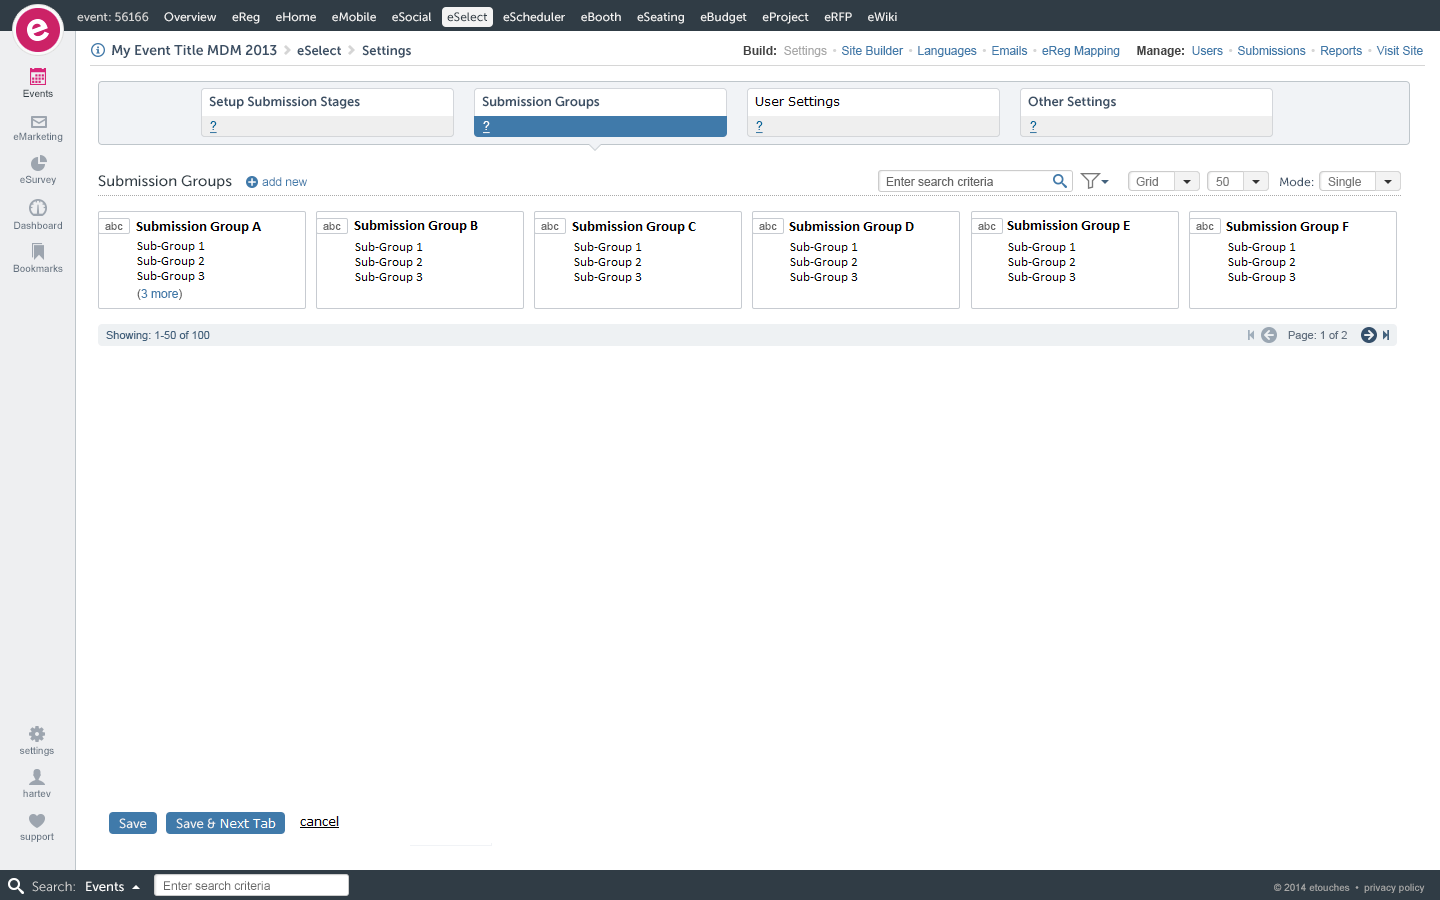 event: 56166 Overview eReg eHome eMobile eSocial eSelect eScheduler eBooth eSeating eBudget eProject eRFP eWiki
e
My Event Title MDM 2013 eSelect Settings
Build: Settings • Site Builder • Languages • Emails • eReg Mapping Manage: Users • Submissions • Reports • Visit Site
Events
eMarketing
eSurvey
Dashboard
Bookmarks
Setup Submission Stages
?
Submission Groups
?
User Settings
?
Other Settings
?
Submission Groups add new
Enter search criteria Grid 50 Mode: Single
abc Submission Group A
Sub-Group 1
Sub-Group 2
Sub-Group 3
(3 more)
abc Submission Group B
Sub-Group 1
Sub-Group 2
Sub-Group 3
abc Submission Group C
Sub-Group 1
Sub-Group 2
Sub-Group 3
abc Submission Group D
Sub-Group 1
Sub-Group 2
Sub-Group 3
abc Submission Group E
Sub-Group 1
Sub-Group 2
Sub-Group 3
abc Submission Group F
Sub-Group 1
Sub-Group 2
Sub-Group 3
Showing: 1-50 of 100 Page: 1 of 2
settings
hartev
support
Save Save & Next Tab cancel
Search: Events Enter search criteria
© 2014 etouches • privacy policy